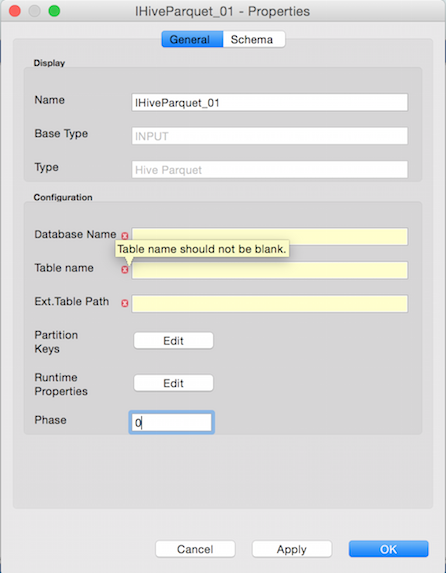 IHiveParquet_01 - Properties
General Schema
Display
Name IHiveParquet_01
Base Type INPUT
Type Hive Parquet
Configuration
Database Name
Table name should not be blank.
Table name
Ext.Table Path
Partition
Keys
Edit
Runtime
Properties
Edit
Phase 0
Cancel Apply OK